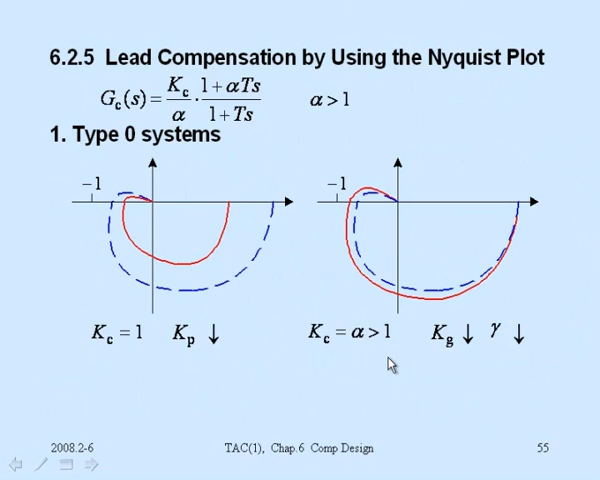 6.2.5 Lead Compensation by Using the Nyquist Plot
G_c(s) = K_c/α · (1+αTs)/(1+Ts)    α > 1
1. Type 0 systems
−1    −1
K_c = 1    K_p ↓    K_c = α > 1    K_g ↓ γ ↓
2008.2-6    TAC(1), Chap.6 Comp Design    55